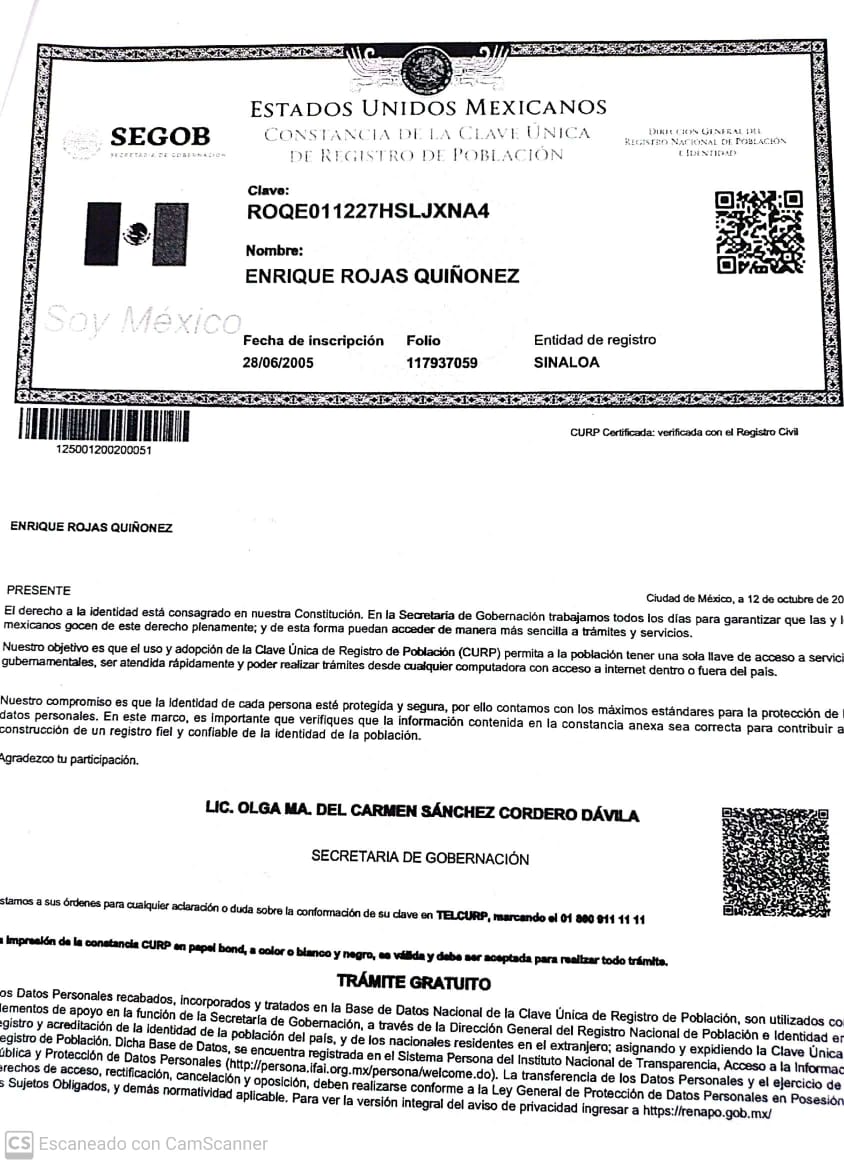 ESTADOS UNIDOS MEXICANOS
SEGOB
SECRETARÍA DE GOBERNACIÓN
CONSTANCIA DE LA CLAVE ÚNICA
DE REGISTRO DE POBLACIÓN
DIRECCIÓN GENERAL DEL
REGISTRO NACIONAL DE POBLACIÓN
E IDENTIDAD
Clave:
ROQE011227HSLJXNA4
Nombre:
ENRIQUE ROJAS QUIÑONEZ
Soy México
Fecha de inscripción Folio Entidad de registro
28/06/2005 117937059 SINALOA
125001200200051
CURP Certificada: verificada con el Registro Civil
ENRIQUE ROJAS QUIÑONEZ
PRESENTE
Ciudad de México, a 12 de octubre de 20
El derecho a la identidad está consagrado en nuestra Constitución. En la Secretaría de Gobernación trabajamos todos los días para garantizar que las y l
mexicanos gocen de este derecho plenamente; y de esta forma puedan acceder de manera más sencilla a trámites y servicios.
Nuestro objetivo es que el uso y adopción de la Clave Única de Registro de Población (CURP) permita a la población tener una sola llave de acceso a servici
gubernamentales, ser atendida rápidamente y poder realizar trámites desde cualquier computadora con acceso a internet dentro o fuera del país.
Nuestro compromiso es que la identidad de cada persona esté protegida y segura, por ello contamos con los máximos estándares para la protección de l
datos personales. En este marco, es importante que verifiques que la información contenida en la constancia anexa sea correcta para contribuir a
construcción de un registro fiel y confiable de la identidad de la población.
Agradezco tu participación.
LIC. OLGA MA. DEL CARMEN SÁNCHEZ CORDERO DÁVILA
SECRETARIA DE GOBERNACIÓN
stamos a sus órdenes para cualquier aclaración o duda sobre la conformación de su clave en TELCURP, marcando el 01 800 911 11 11
a impresión de la constancia CURP en papel bond, a color o blanco y negro, es válida y debe ser aceptada para realizar todo trámite.
TRÁMITE GRATUITO
os Datos Personales recabados, incorporados y tratados en la Base de Datos Nacional de la Clave Única de Registro de Población, son utilizados co
lementos de apoyo en la función de la Secretaría de Gobernación, a través de la Dirección General del Registro Nacional de Población e Identidad en
egistro y acreditación de la identidad de la población del país, y de los nacionales residentes en el extranjero; asignando y expidiendo la Clave Única
egistro de Población. Dicha Base de Datos, se encuentra registrada en el Sistema Persona del Instituto Nacional de Transparencia, Acceso a la Informac
ública y Protección de Datos Personales (http://persona.ifai.org.mx/persona/welcome.do). La transferencia de los Datos Personales y el ejercicio de
erechos de acceso, rectificación, cancelación y oposición, deben realizarse conforme a la Ley General de Protección de Datos Personales en Posesión
s Sujetos Obligados, y demás normatividad aplicable. Para ver la versión integral del aviso de privacidad ingresar a https://renapo.gob.mx/
CS Escaneado con CamScanner